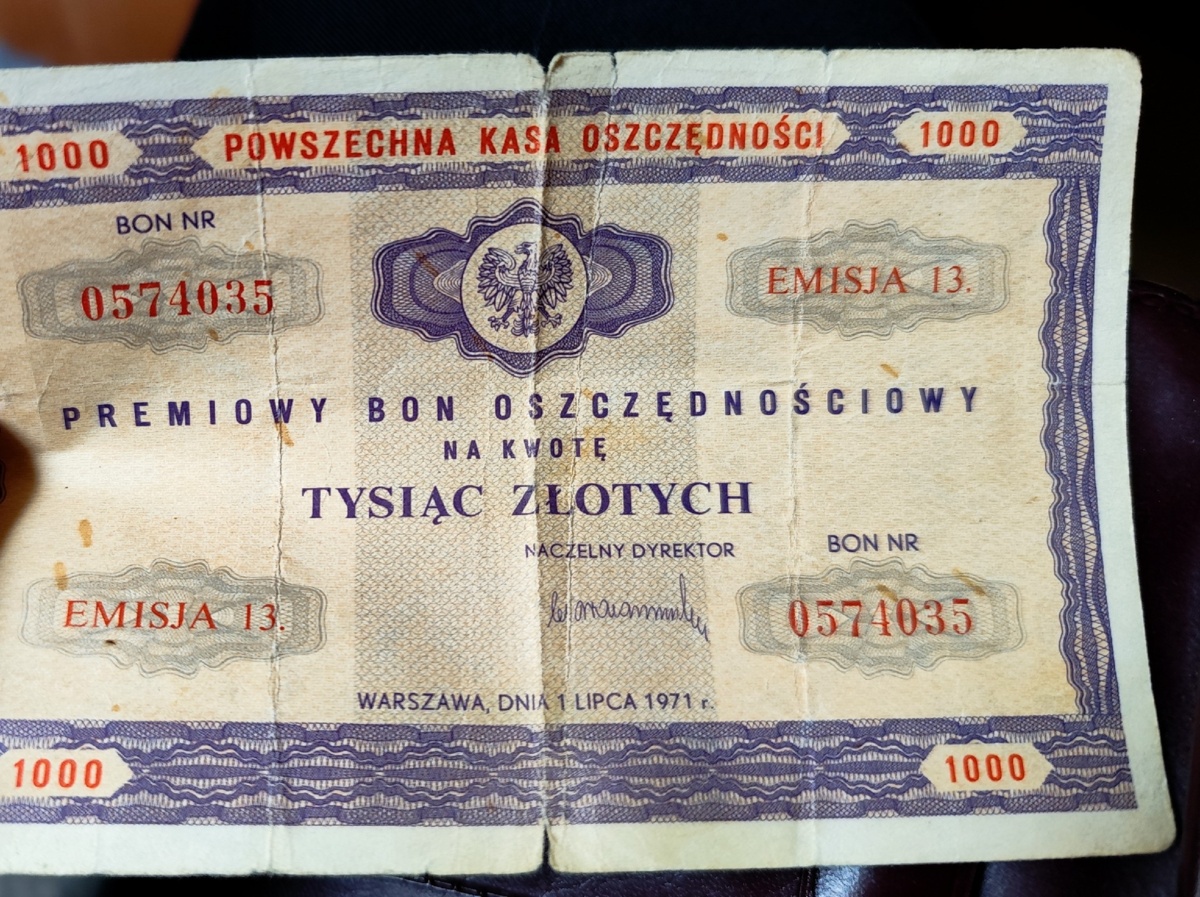 1000 POWSZECHNA KASA OSZCZĘDNOŚCI 1000
BON NR
0574035
EMISJA 13.
PREMIOWY BON OSZCZĘDNOŚCIOWY
NA KWOTĘ
TYSIĄC ZŁOTYCH
NACZELNY DYREKTOR
BON NR
EMISJA 13.
0574035
WARSZAWA, DNIA 1 LIPCA 1971 r.
1000 1000